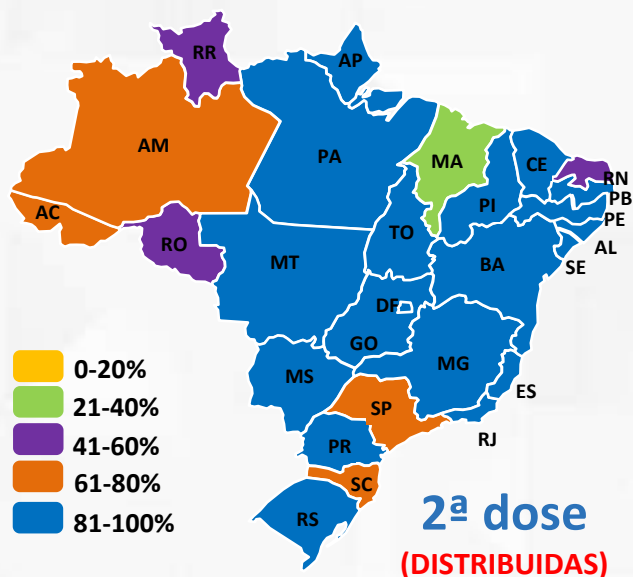 RR
AP
AM
PA
MA
CE
RN
PB
PI
PE
AC
TO
AL
RO
MT
BA
SE
DF
GO
MG
MS
ES
SP
RJ
PR
SC
RS
0-20%
21-40%
41-60%
61-80%
81-100%
2ª dose
(DISTRIBUIDAS)